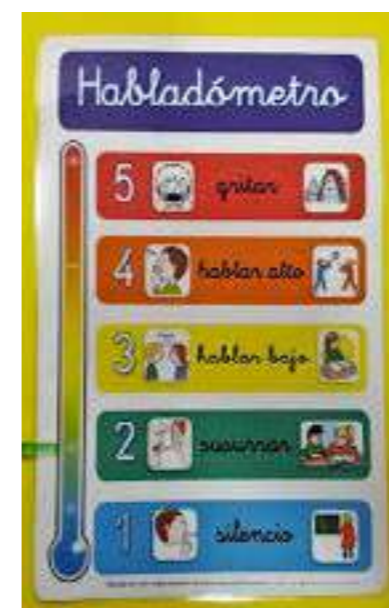 Habladómetro
5 gritar
4 hablar alto
3 hablar bajo
2 susurrar
1 silencio